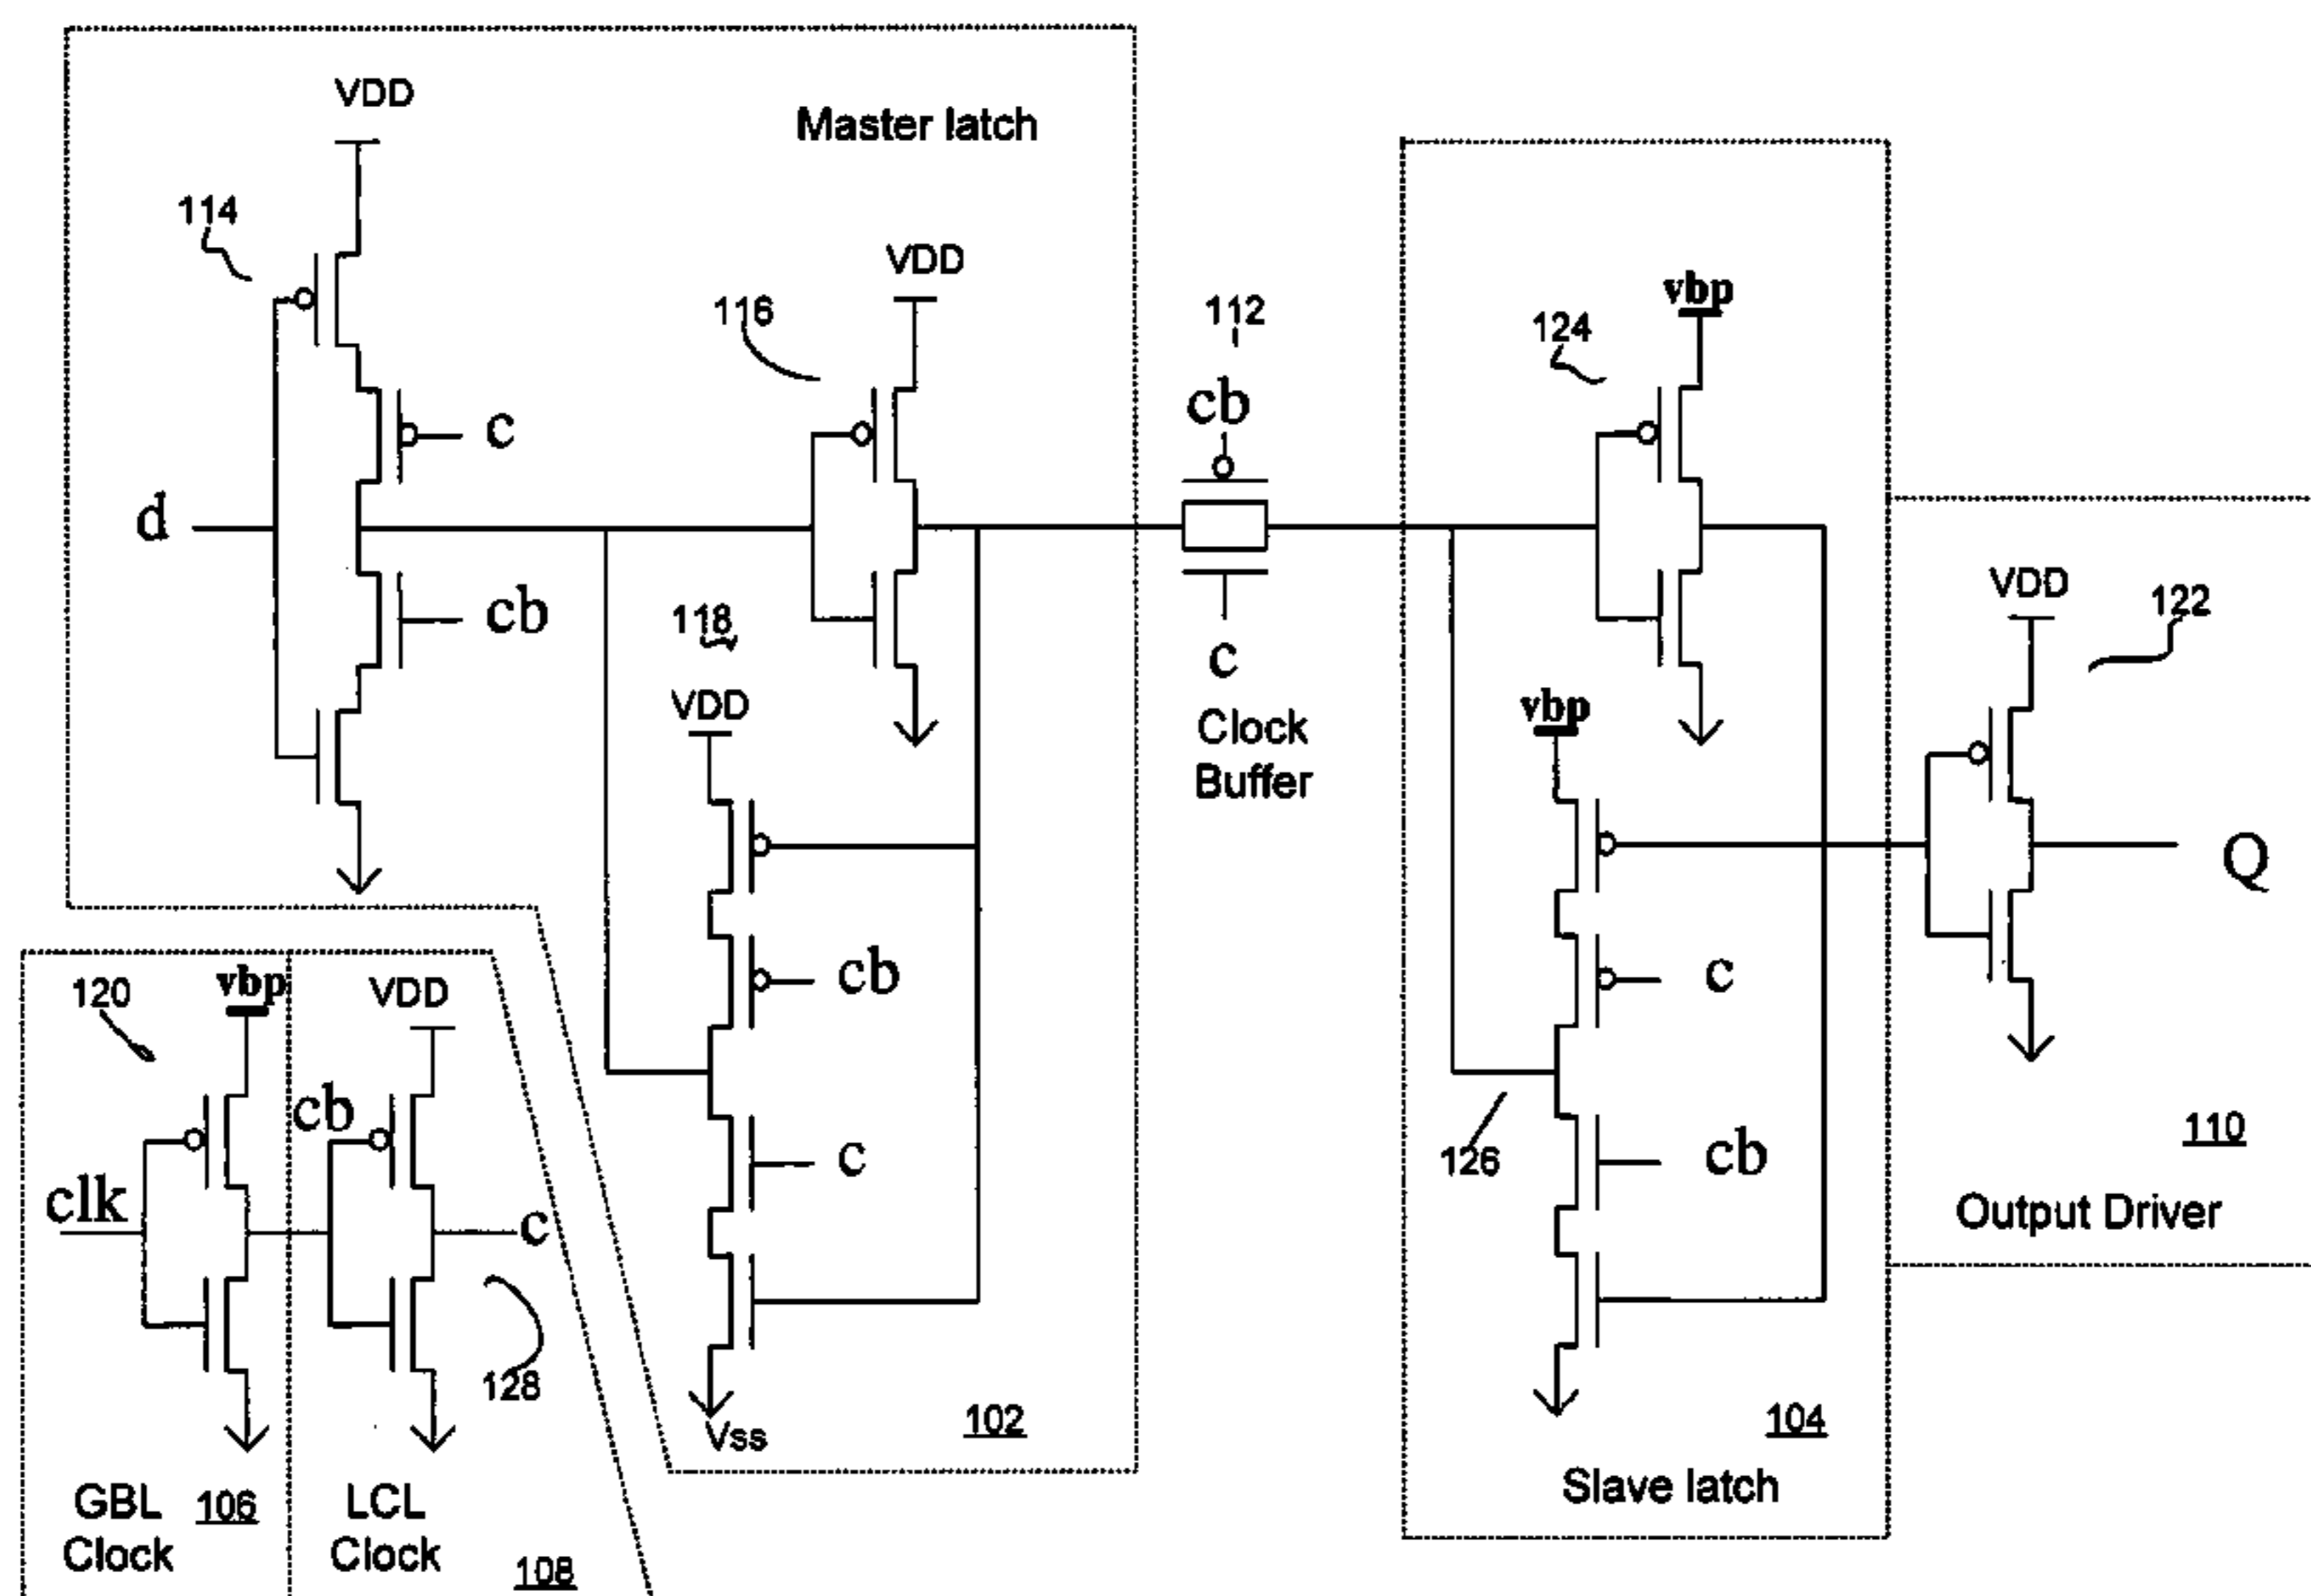 VDD
Master latch
114
VDD
116
112
cb
vbp
124
c
d
cb
118
c
Clock
Buffer
VDD
vbp
VDD
122
Q
cb
c
120
vbp
VDD
cb
clk
c
c
126
cb
110
Output Driver
128
Vss
102
104
Slave latch
GBL
Clock
106
LCL
Clock
108